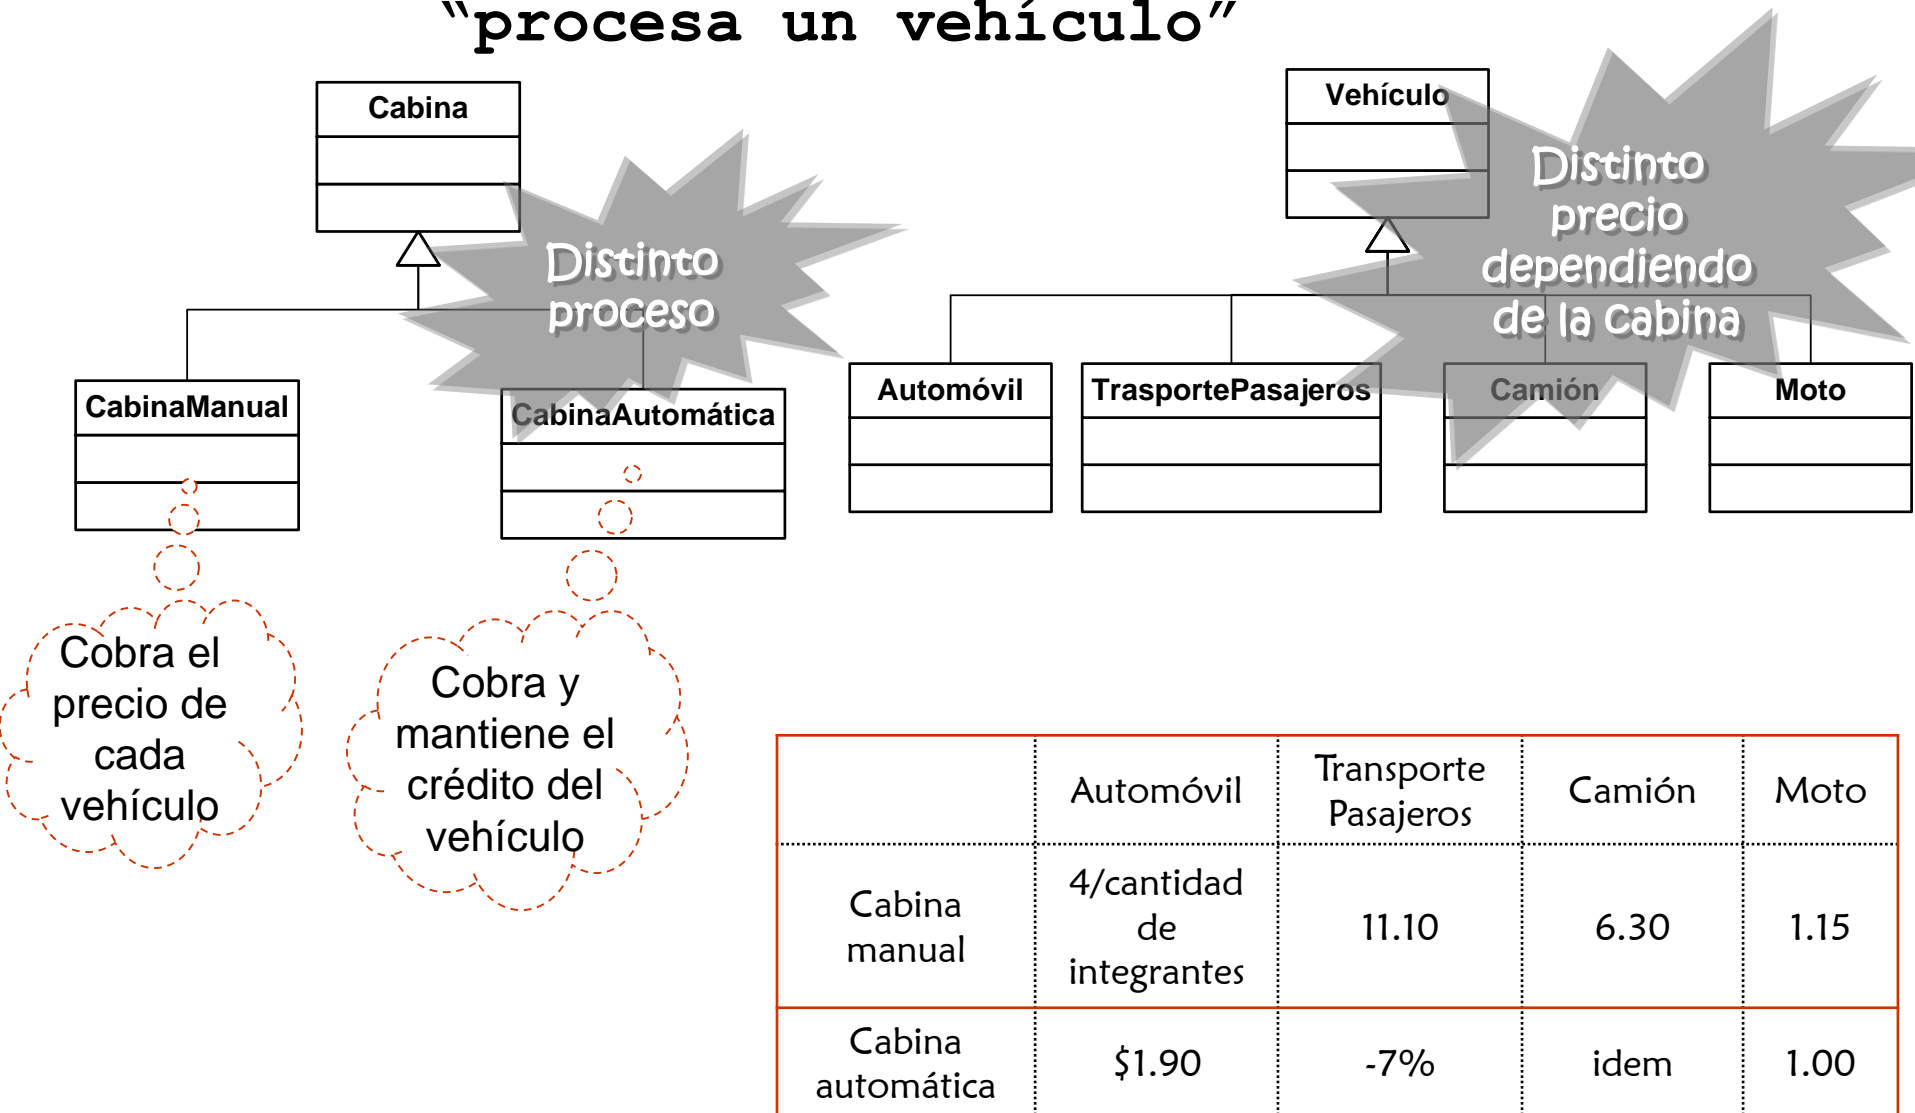 “procesa un vehículo”
Cabina
Vehículo
Distinto
proceso
Distinto
precio
dependiendo
de la cabina
CabinaManual
CabinaAutomática
Automóvil
TrasportePasajeros
Camión
Moto
Cobra el
precio de
cada
vehículo
Cobra y
mantiene el
crédito del
vehículo
Automóvil
Transporte
Pasajeros
Camión
Moto
Cabina
manual
4/cantidad
de
integrantes
11.10
6.30
1.15
Cabina
automática
$1.90
-7%
idem
1.00